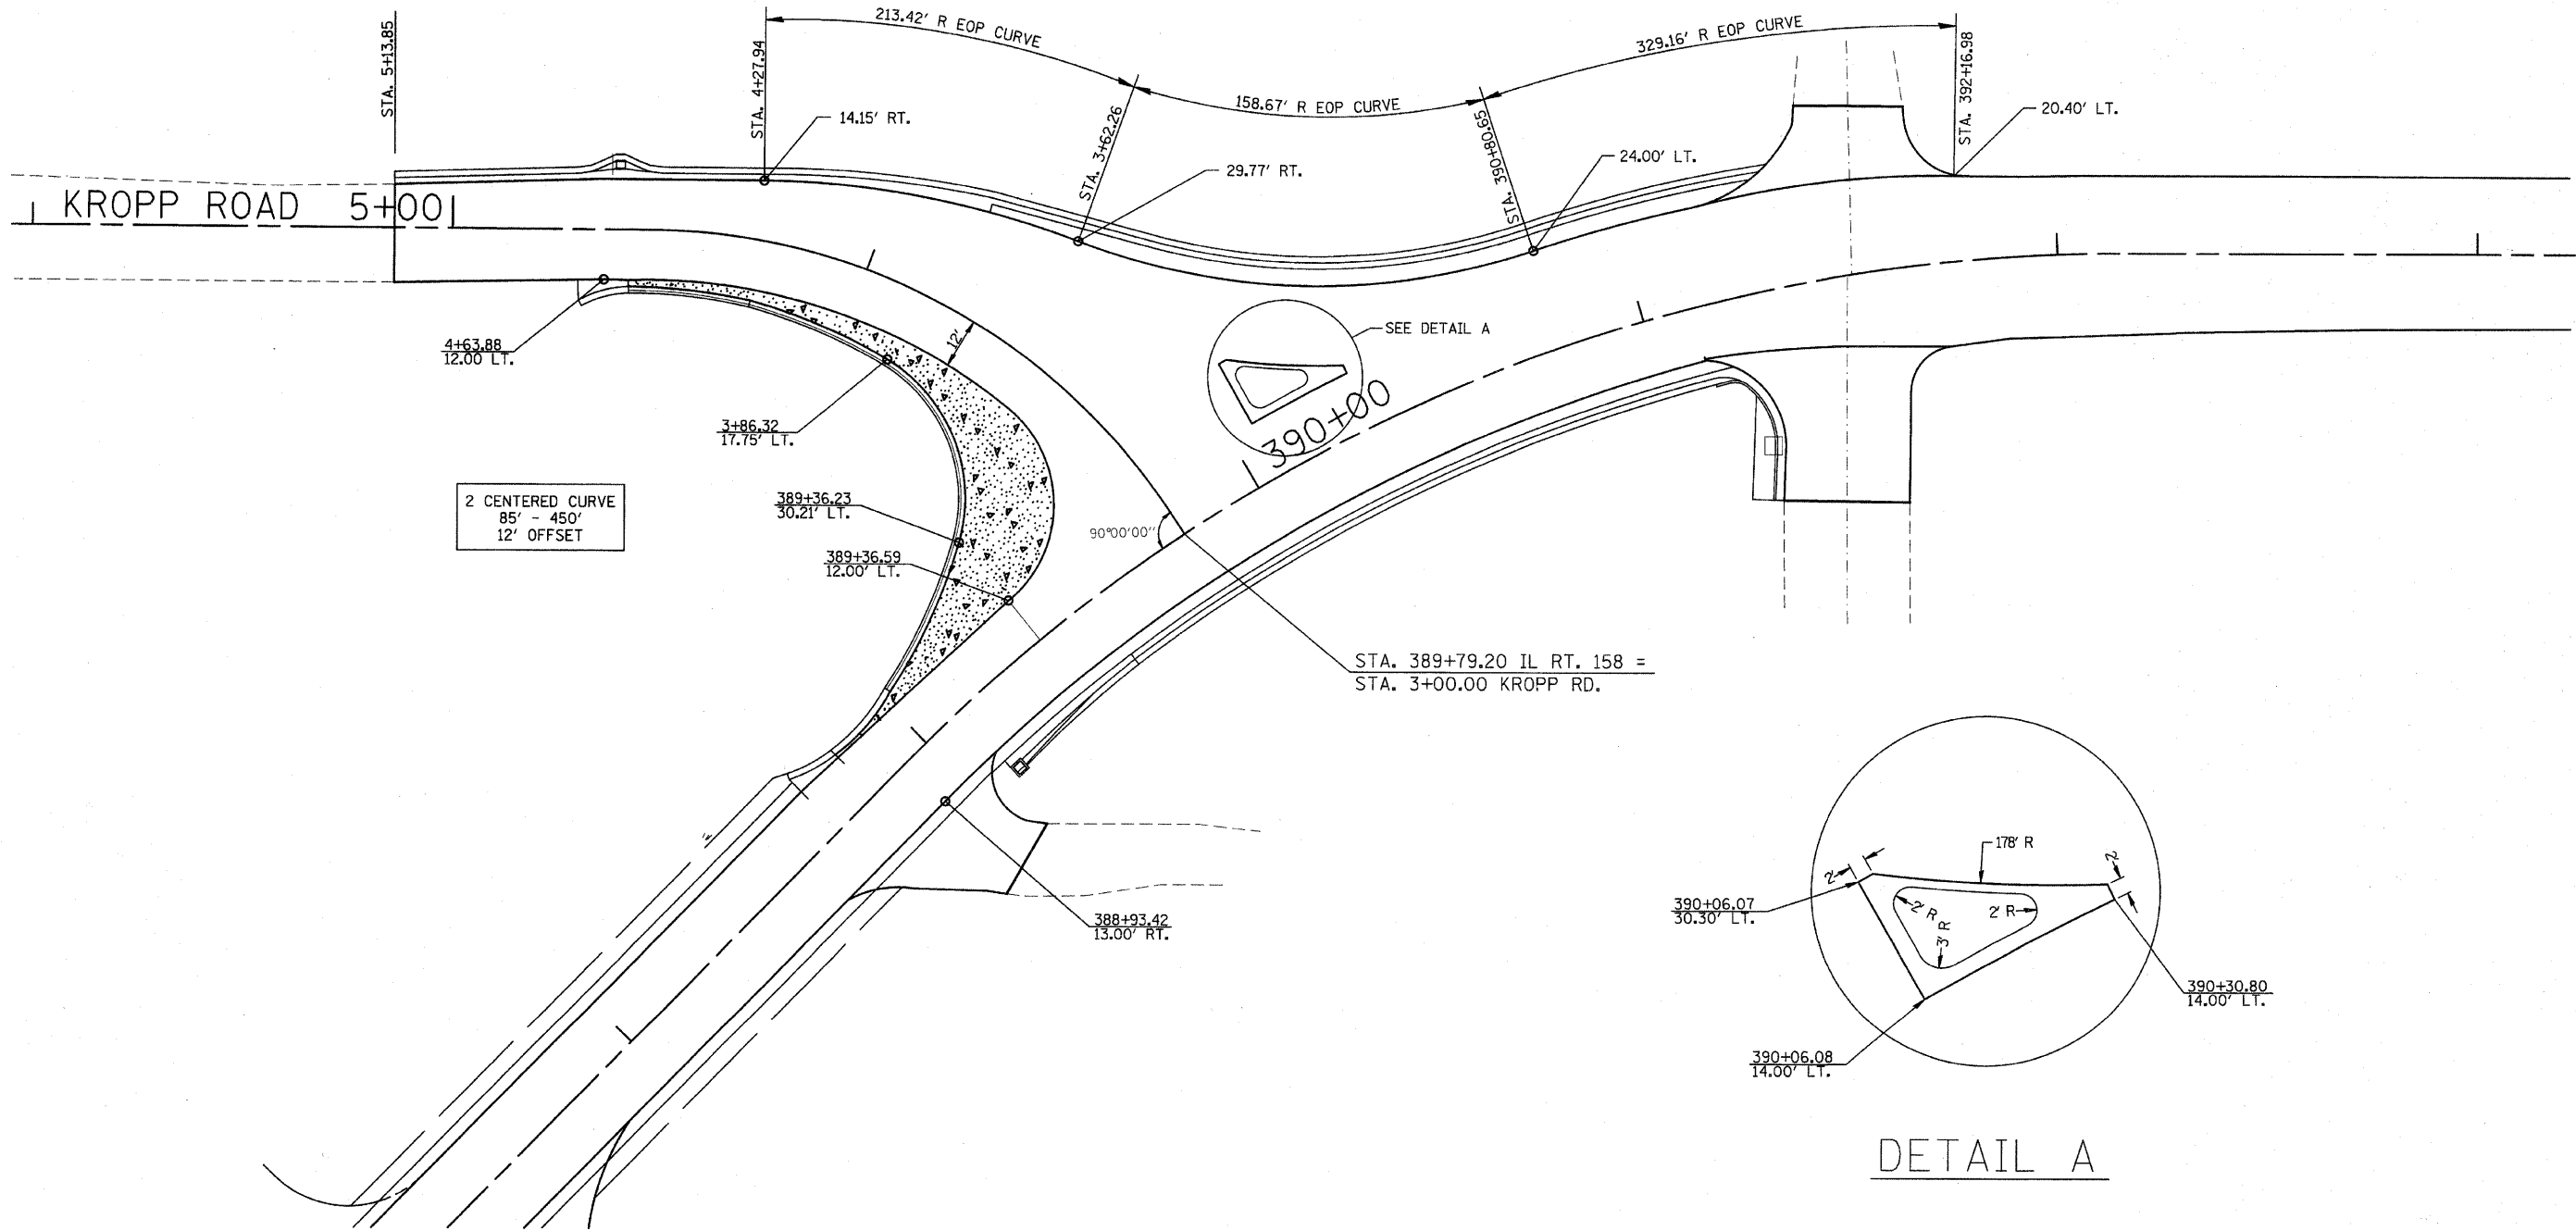 213.42' R EOP CURVE
329.16' R EOP CURVE
158.67' R EOP CURVE
STA. 5+13.85
STA. 4+27.94
STA. 3+62.26
STA. 390+80.65
STA. 392+16.98
14.15' RT.
29.77' RT.
24.00' LT.
20.40' LT.
KROPP ROAD 5+00
SEE DETAIL A
12'
4+63.88
12.00 LT.
3+86.32
17.75' LT.
390+00
2 CENTERED CURVE
85' - 450'
12' OFFSET
389+36.23
30.21' LT.
90°00'00"
389+36.59
12.00' LT.
STA. 389+79.20 IL RT. 158 =
STA. 3+00.00 KROPP RD.
388+93.42
13.00' RT.
178' R
2'
2'
390+06.07
30.30' LT.
2' R
2' R
3' R
390+30.80
14.00' LT.
390+06.08
14.00' LT.
DETAIL A